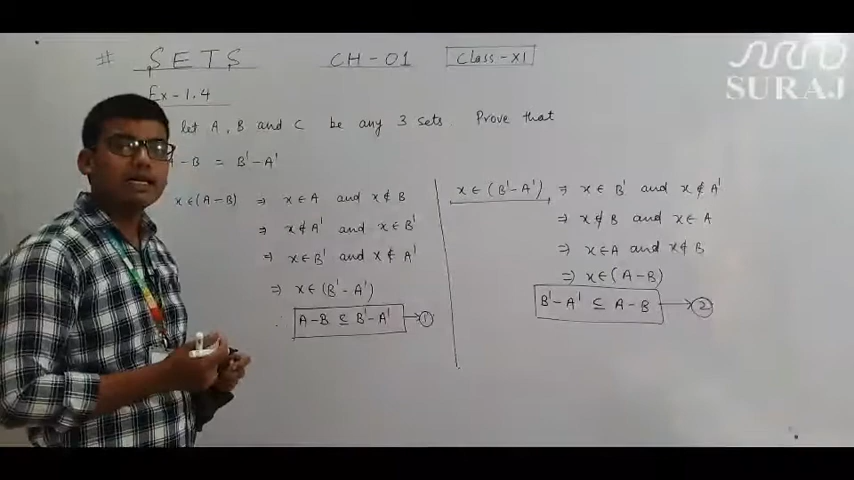 # SETS CH-01 Class-XI
Ex-1.4
let A, B and C be any 3 sets. Prove that
A-B = B'-A'
x∈(A-B) ⇒ x∈A and x∉B
⇒ x∉A' and x∈B'
⇒ x∈B' and x∉A'
⇒ x∈(B'-A')
A-B ⊆ B'-A' → ①
x∈(B'-A') ⇒ x∈B' and x∉A'
⇒ x∉B and x∈A
⇒ x∈A and x∉B
⇒ x∈(A-B)
B'-A' ⊆ A-B → ②
SURAJ